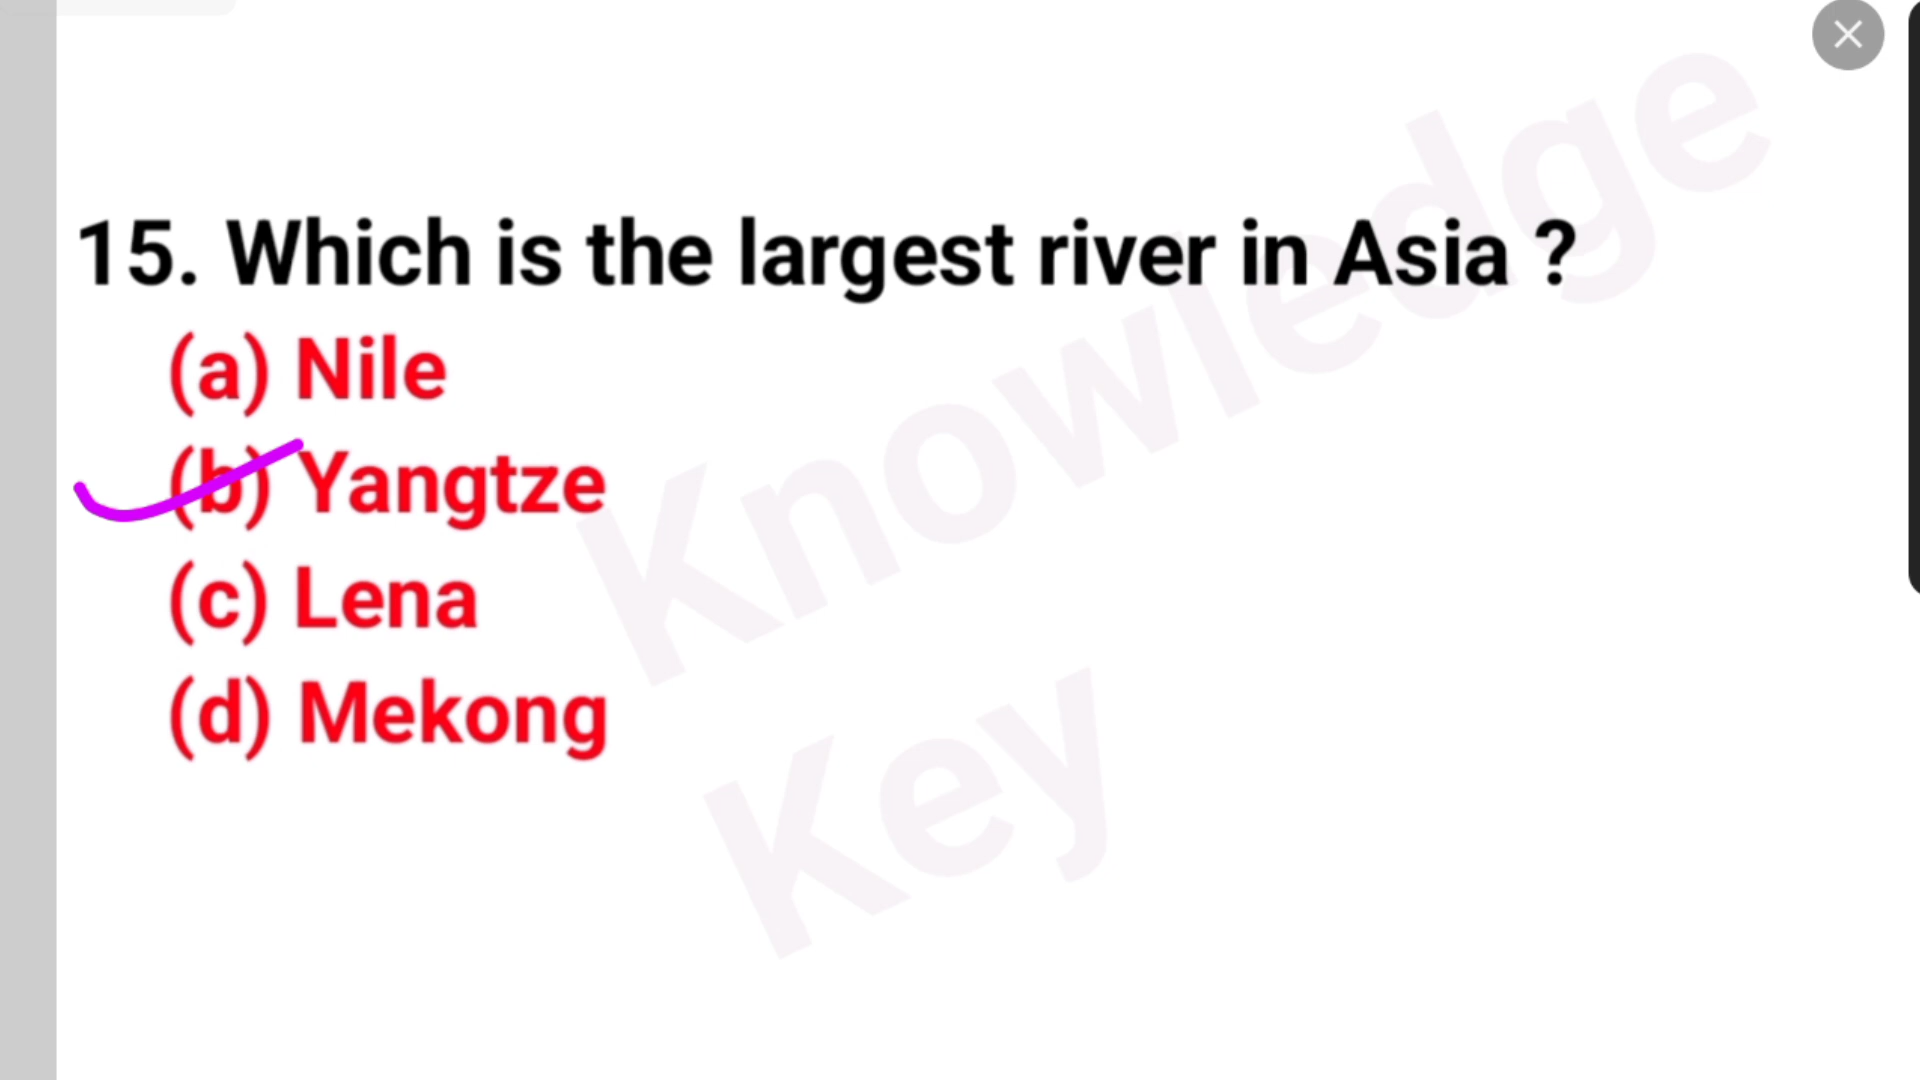 15. Which is the largest river in Asia ?
(a) Nile
(b) Yangtze
(c) Lena
(d) Mekong
Knowledge
Key